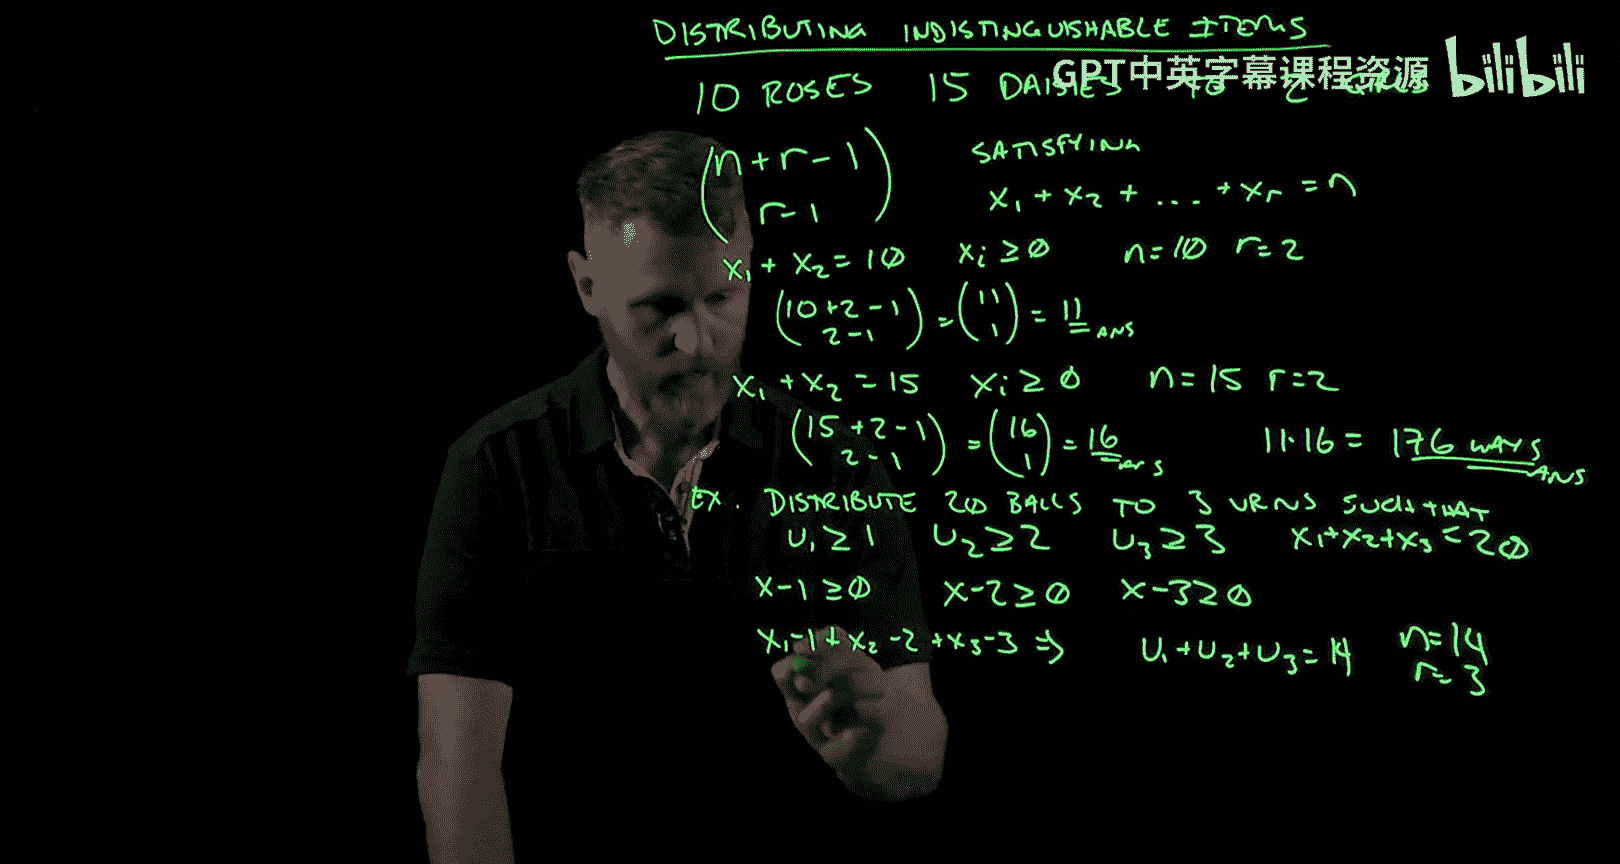 DISTRIBUTING INDISTINGUISHABLE ITEMS
GPT中英字幕课程资源 bilibili
10 ROSES 15 DAISIES TO 2 GIRLS
(n+r-1 r-1) SATISFYING
x₁ + x₂ + ... + xᵣ = n
x₁ + x₂ = 10 xᵢ ≥ 0 n=10 r=2
(10+2-1 2-1) = (11 1) = 11 ANS
x₁ + x₂ = 15 xᵢ ≥ 0 n=15 r=2
(15+2-1 2-1) = (16 1) = 16 ANS 11·16 = 176 WAYS ANS
EX. DISTRIBUTE 20 BALLS TO 3 URNS SUCH THAT
U₁ ≥ 1 U₂ ≥ 2 U₃ ≥ 3 x₁+x₂+x₃ = 20
x-1 ≥ 0 x-2 ≥ 0 x-3 ≥ 0
x₁-1 + x₂-2 + x₃-3 ⇒ U₁+U₂+U₃ = 14 n=14
r=3